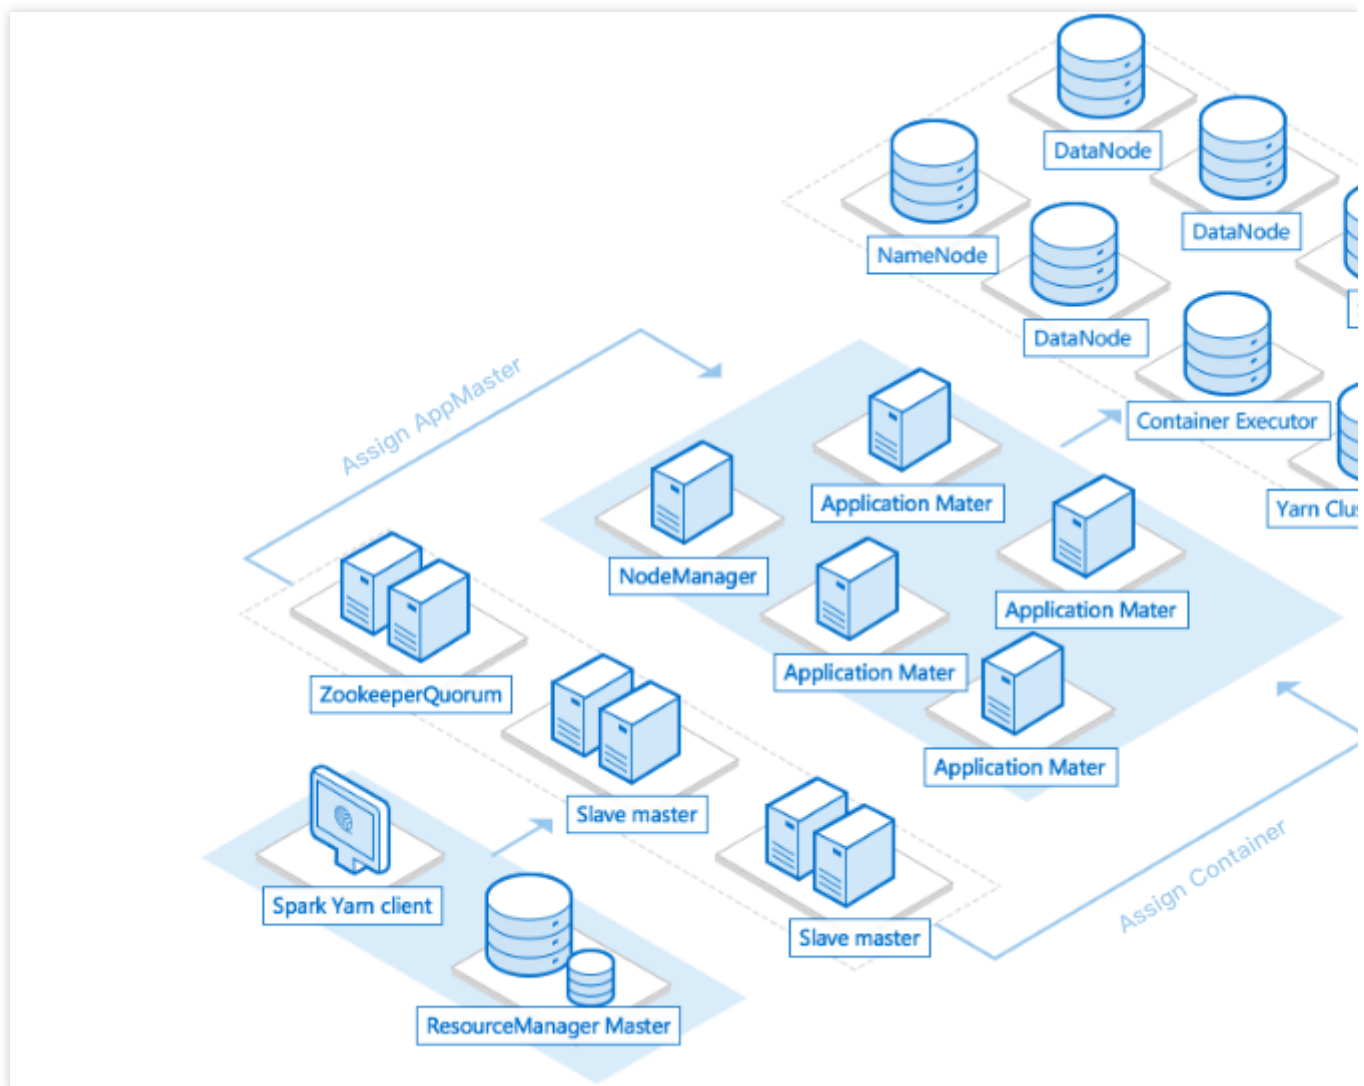 DataNode
DataNode
NameNode
DataNode
Container Executor
Yarn Clus
Assign AppMaster
Application Mater
NodeManager
Application Mater
Application Mater
Application Mater
ZookeeperQuorum
Slave master
Slave master
Assign Container
Spark Yarn client
ResourceManager Master